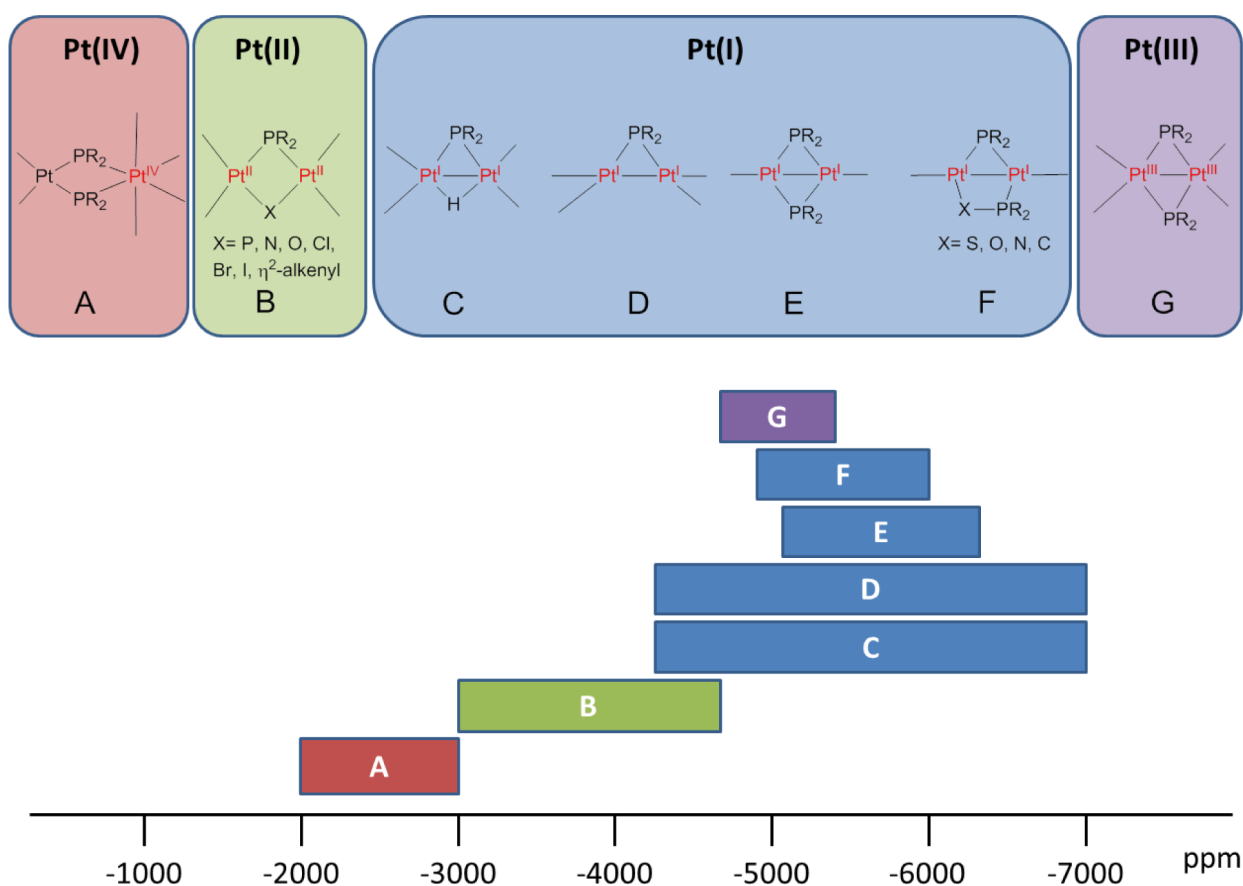 Pt(IV)
Pt(II)
Pt(I)
Pt(III)
Pt
PR₂
PR₂
Ptᴵⱽ
PR₂
Ptᴵᴵ
Ptᴵᴵ
X
X= P, N, O, Cl,
Br, I, η²-alkenyl
PR₂
Ptᴵ
Ptᴵ
H
PR₂
Ptᴵ
Ptᴵ
PR₂
Ptᴵ
Ptᴵ
PR₂
PR₂
Ptᴵ
Ptᴵ
X
PR₂
X= S, O, N, C
PR₂
Ptᴵᴵᴵ
Ptᴵᴵᴵ
PR₂
A
B
C
D
E
F
G
G
F
E
D
C
B
A
-1000
-2000
-3000
-4000
-5000
-6000
-7000
ppm